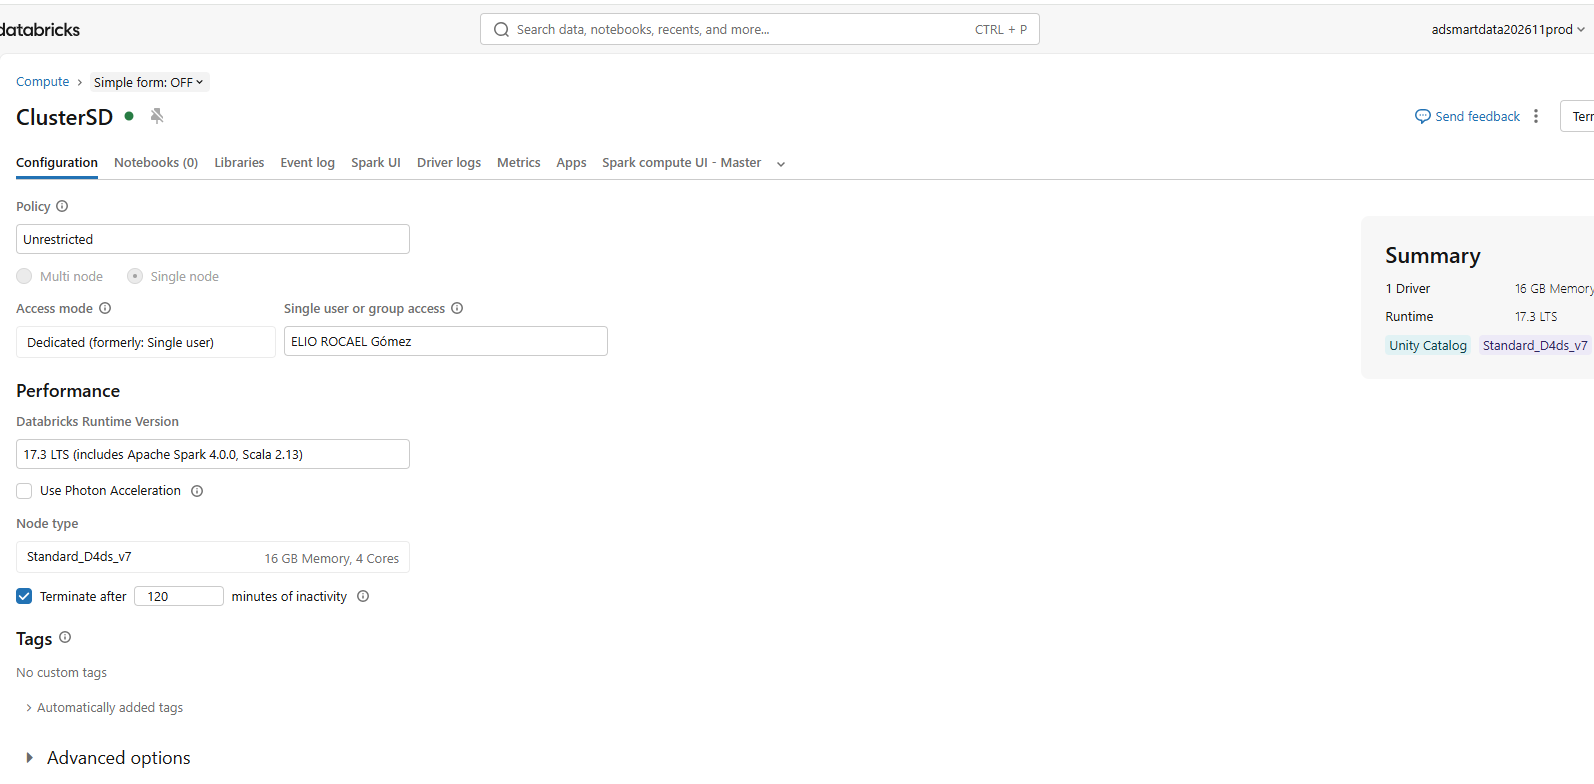 databricks
Search data, notebooks, recents, and more... CTRL + P
adsmartdata202611prod
Compute › Simple form: OFF
ClusterSD
Send feedback
Configuration Notebooks (0) Libraries Event log Spark UI Driver logs Metrics Apps Spark compute UI - Master
Policy
Unrestricted
Multi node Single node
Access mode Single user or group access
Dedicated (formerly: Single user) ELIO ROCAEL Gómez
Performance
Databricks Runtime Version
17.3 LTS (includes Apache Spark 4.0.0, Scala 2.13)
Use Photon Acceleration
Node type
Standard_D4ds_v7 16 GB Memory, 4 Cores
Terminate after 120 minutes of inactivity
Tags
No custom tags
Automatically added tags
Advanced options
Summary
1 Driver 16 GB Memory
Runtime 17.3 LTS
Unity Catalog Standard_D4ds_v7